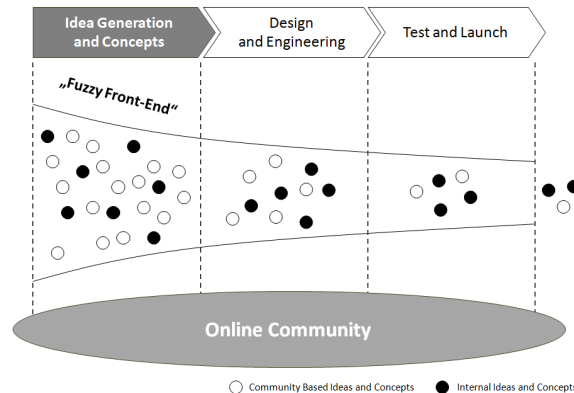 Idea Generation
and Concepts
Design
and Engineering
Test and Launch
„Fuzzy Front-End“
Online Community
Community Based Ideas and Concepts
Internal Ideas and Concepts